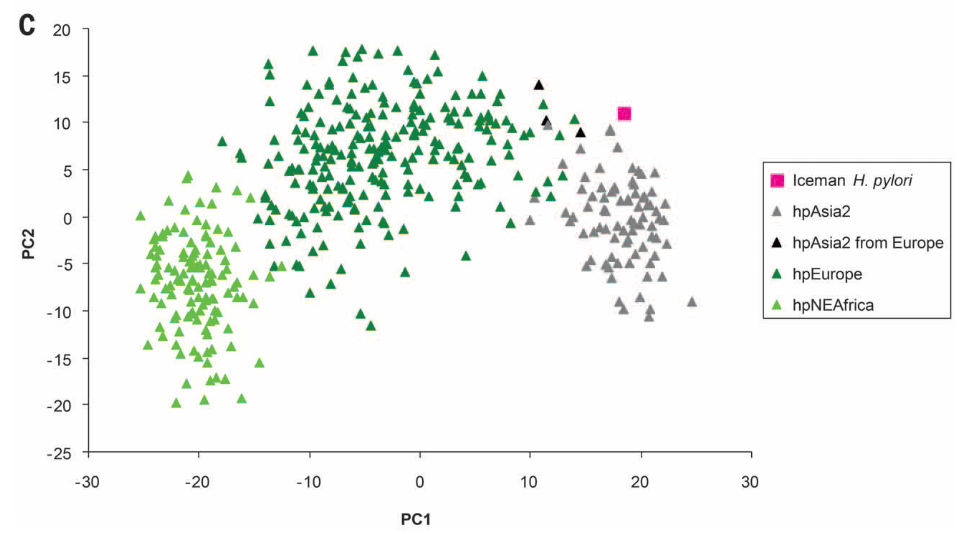 C
20
15
10
5
0
-5
-10
-15
-20
-25
PC2
-30
-20
-10
0
10
20
30
PC1
Iceman H. pylori
hpAsia2
hpAsia2 from Europe
hpEurope
hpNEAfrica